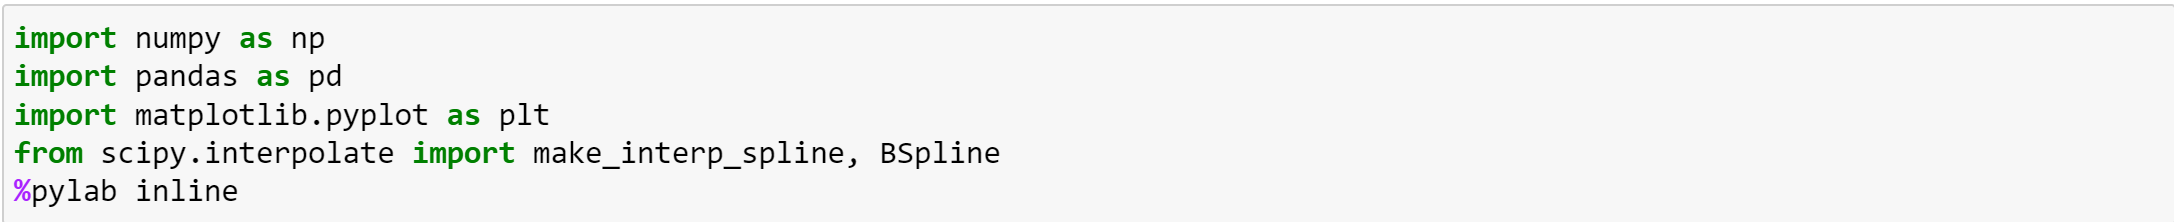 import numpy as np
import pandas as pd
import matplotlib.pyplot as plt
from scipy.interpolate import make_interp_spline, BSpline
%pylab inline